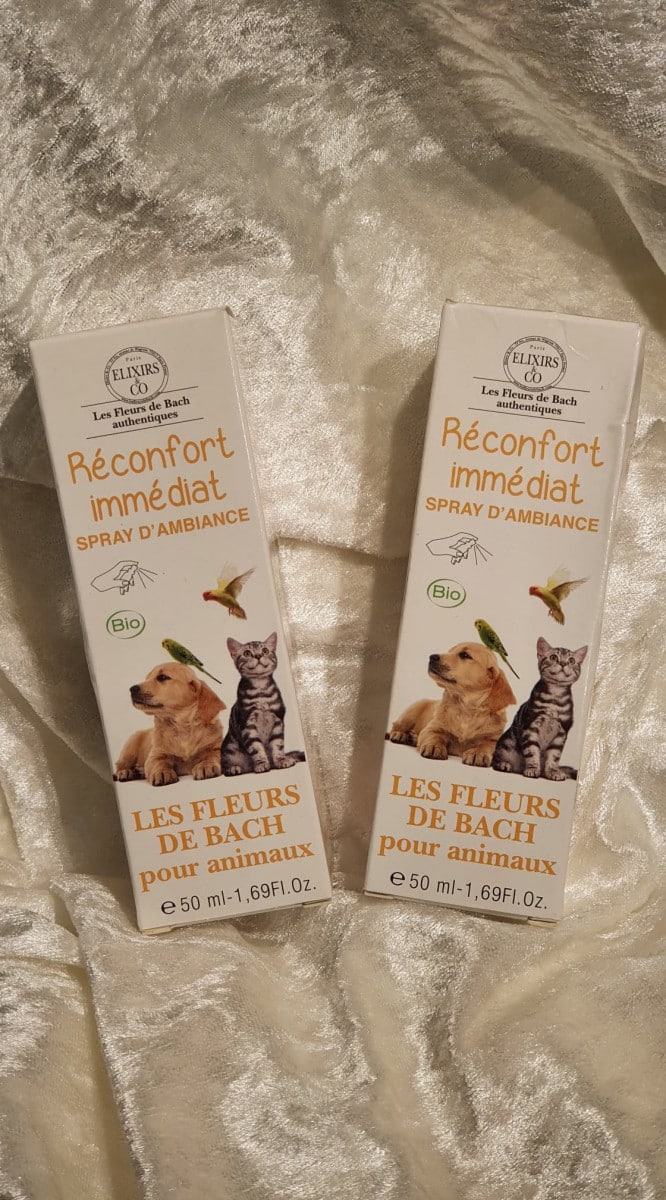 Paris
ELIXIRS
&
CO
Les Fleurs de Bach
authentiques
Réconfort
immédiat
SPRAY D'AMBIANCE
Bio
LES FLEURS
DE BACH
pour animaux
e 50 ml-1,69Fl.Oz.
Paris
ELIXIRS
&
CO
Les Fleurs de Bach
authentiques
Réconfort
immédiat
SPRAY D'AMBIANCE
Bio
LES FLEURS
DE BACH
pour animaux
e 50 ml-1,69Fl.Oz.